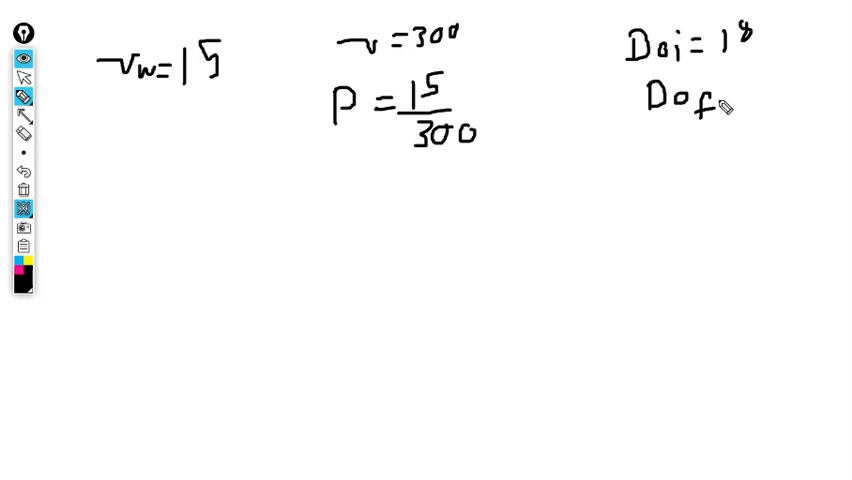 Vw = 15
V = 300
P = 15/300
Doi = 18
Dof